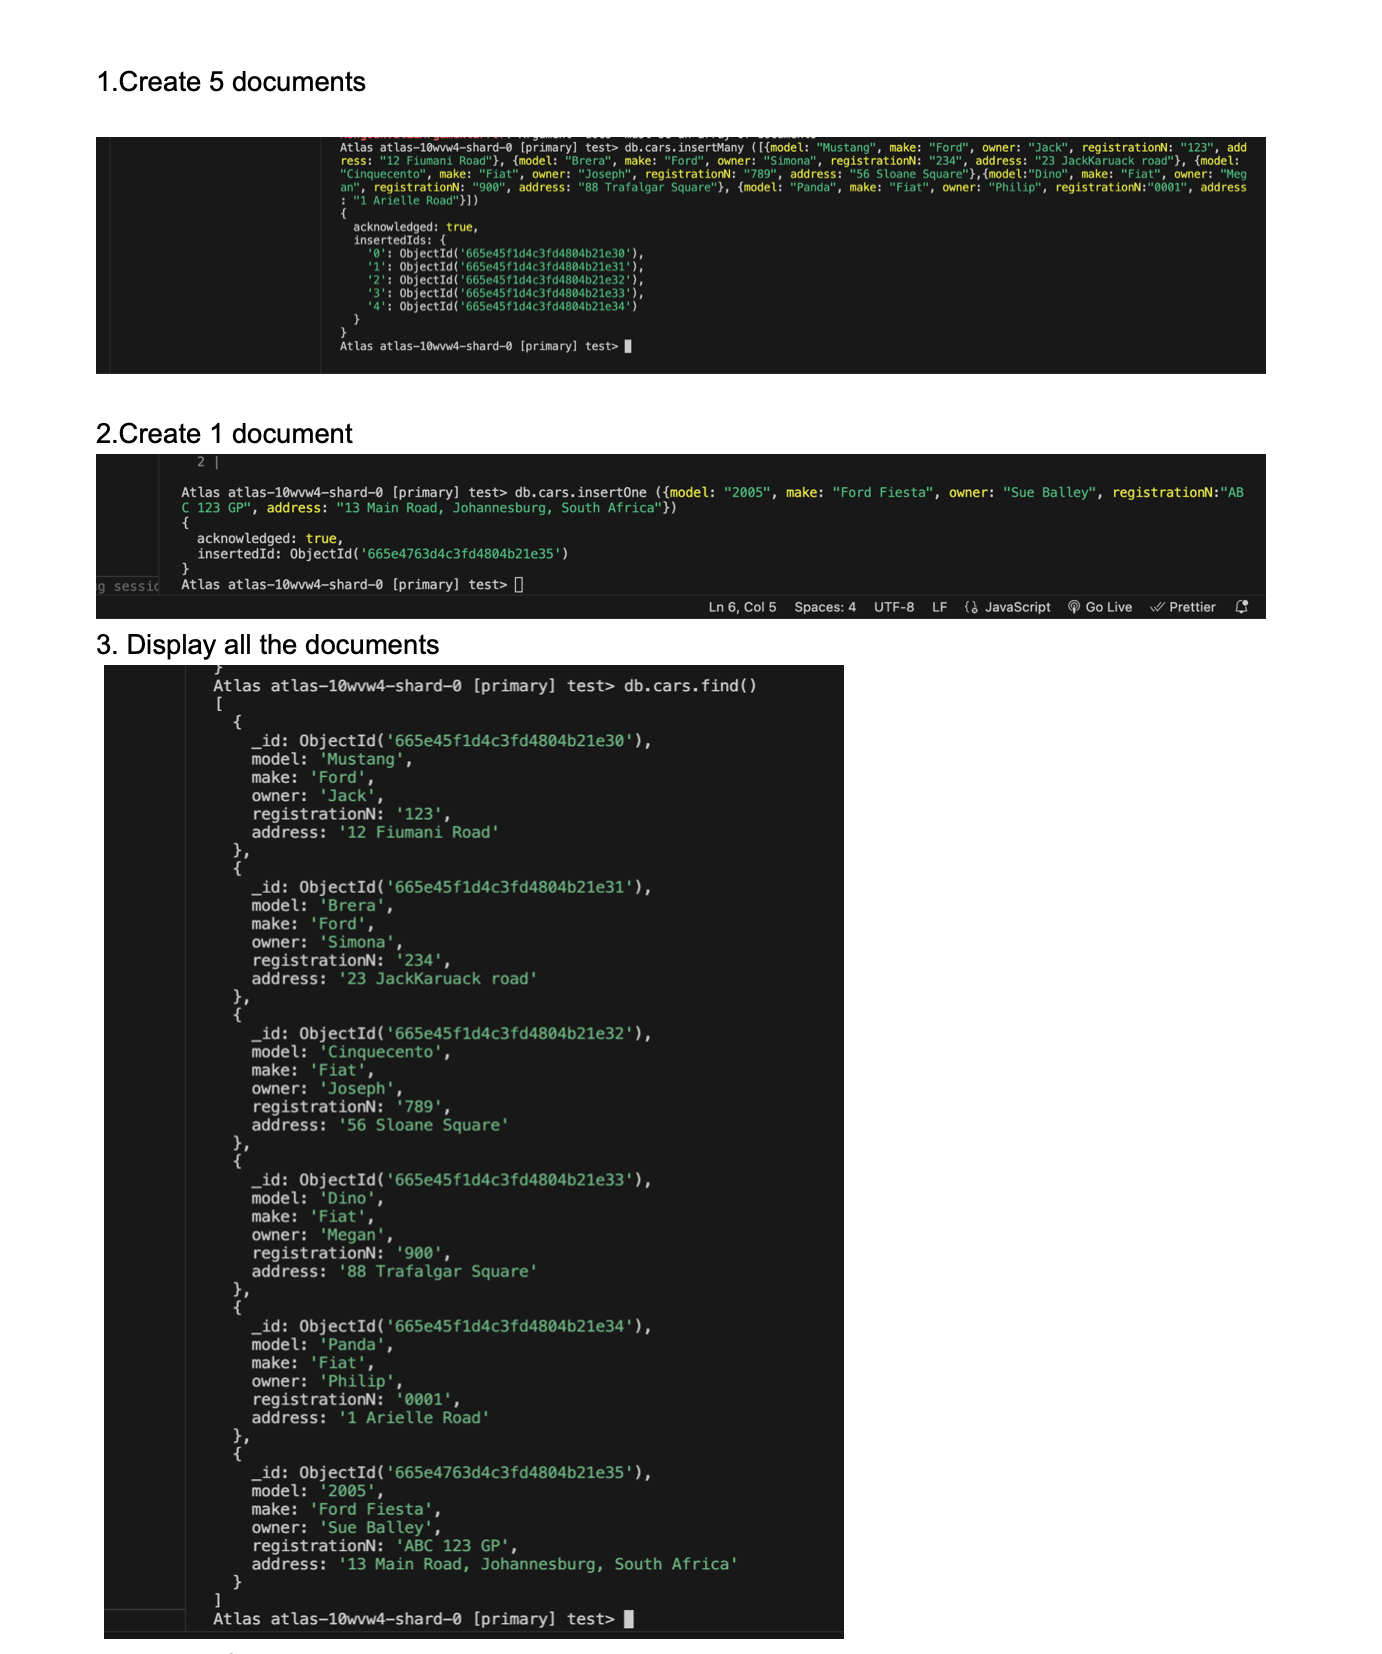 1.Create 5 documents
Atlas atlas-10wvw4-shard-0 [primary] test> db.cars.insertMany ([{model: "Mustang", make: "Ford", owner: "Jack", registrationN: "123", add
ress: "12 Fiumani Road"}, {model: "Brera", make: "Ford", owner: "Simona", registrationN: "234", address: "23 JackKaruack road"}, {model:
"Cinquecento", make: "Fiat", owner: "Joseph", registrationN: "789", address: "56 Sloane Square"},{model:"Dino", make: "Fiat", owner: "Meg
an", registrationN: "900", address: "88 Trafalgar Square"}, {model: "Panda", make: "Fiat", owner: "Philip", registrationN:"0001", address
: "1 Arielle Road"}])
{
acknowledged: true,
insertedIds: {
'0': ObjectId('665e45f1d4c3fd4804b21e30'),
'1': ObjectId('665e45f1d4c3fd4804b21e31'),
'2': ObjectId('665e45f1d4c3fd4804b21e32'),
'3': ObjectId('665e45f1d4c3fd4804b21e33'),
'4': ObjectId('665e45f1d4c3fd4804b21e34')
}
}
Atlas atlas-10wvw4-shard-0 [primary] test>
2.Create 1 document
2
Atlas atlas-10wvw4-shard-0 [primary] test> db.cars.insertOne ({model: "2005", make: "Ford Fiesta", owner: "Sue Balley", registrationN:"AB
C 123 GP", address: "13 Main Road, Johannesburg, South Africa"})
{
acknowledged: true,
insertedId: ObjectId('665e4763d4c3fd4804b21e35')
}
g sessic Atlas atlas-10wvw4-shard-0 [primary] test>
Ln 6, Col 5 Spaces: 4 UTF-8 LF JavaScript Go Live Prettier
3. Display all the documents
}
Atlas atlas-10wvw4-shard-0 [primary] test> db.cars.find()
[
{
_id: ObjectId('665e45f1d4c3fd4804b21e30'),
model: 'Mustang',
make: 'Ford',
owner: 'Jack',
registrationN: '123',
address: '12 Fiumani Road'
},
{
_id: ObjectId('665e45f1d4c3fd4804b21e31'),
model: 'Brera',
make: 'Ford',
owner: 'Simona',
registrationN: '234',
address: '23 JackKaruack road'
},
{
_id: ObjectId('665e45f1d4c3fd4804b21e32'),
model: 'Cinquecento',
make: 'Fiat',
owner: 'Joseph',
registrationN: '789',
address: '56 Sloane Square'
},
{
_id: ObjectId('665e45f1d4c3fd4804b21e33'),
model: 'Dino',
make: 'Fiat',
owner: 'Megan',
registrationN: '900',
address: '88 Trafalgar Square'
},
{
_id: ObjectId('665e45f1d4c3fd4804b21e34'),
model: 'Panda',
make: 'Fiat',
owner: 'Philip',
registrationN: '0001',
address: '1 Arielle Road'
},
{
_id: ObjectId('665e4763d4c3fd4804b21e35'),
model: '2005',
make: 'Ford Fiesta',
owner: 'Sue Balley',
registrationN: 'ABC 123 GP',
address: '13 Main Road, Johannesburg, South Africa'
}
]
Atlas atlas-10wvw4-shard-0 [primary] test>